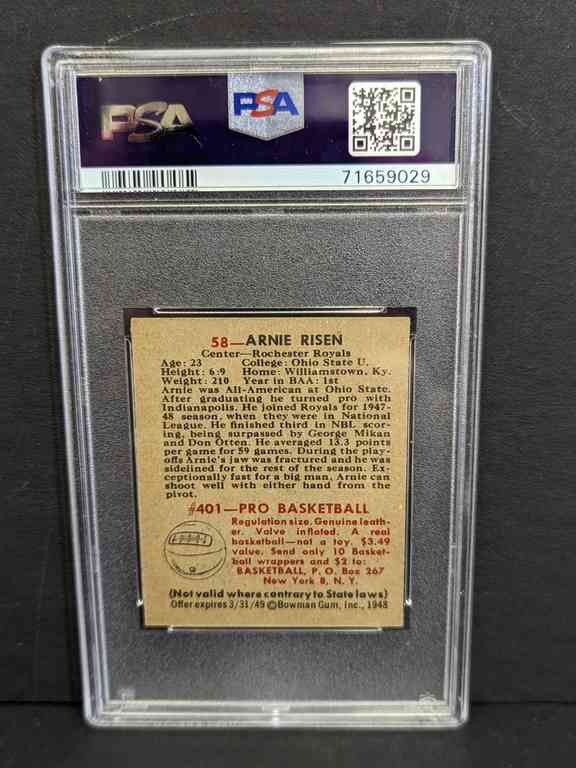 PSA
PSA
71659029
58—ARNIE RISEN
Center—Rochester Royals
Age: 23 College: Ohio State U.
Height: 6:9 Home: Williamstown, Ky.
Weight: 210 Year in BAA: 1st
Arnie was All-American at Ohio State.
After graduating he turned pro with
Indianapolis. He joined Royals for 1947-
48 season, when they were in National
League. He finished third in NBL scor-
ing, being surpassed by George Mikan
and Don Otten. He averaged 13.3 points
per game for 59 games. During the play-
offs Arnie's jaw was fractured and he was
sidelined for the rest of the season. Ex-
ceptionally fast for a big man, Arnie can
shoot well with either hand from the
pivot.
#401—PRO BASKETBALL
Regulation size. Genuine leath-
er. Valve inflated. A real
basketball—not a toy. $3.49
value. Send only 10 Basket-
ball wrappers and $2 to:
BASKETBALL, P. O. Box 267
New York 8, N. Y.
(Not valid where contrary to State laws)
Offer expires 3/31/49 ©Bowman Gum, Inc., 1948